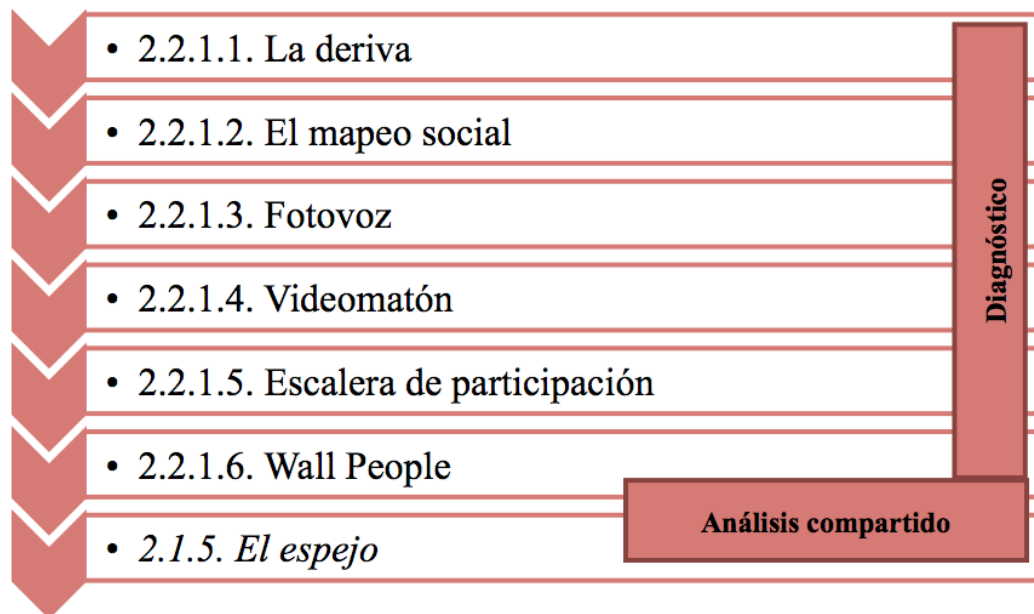 • 2.2.1.1. La deriva
• 2.2.1.2. El mapeo social
• 2.2.1.3. Fotovoz
• 2.2.1.4. Videomatón
• 2.2.1.5. Escalera de participación
• 2.2.1.6. Wall People
• 2.1.5. El espejo
Diagnóstico
Análisis compartido